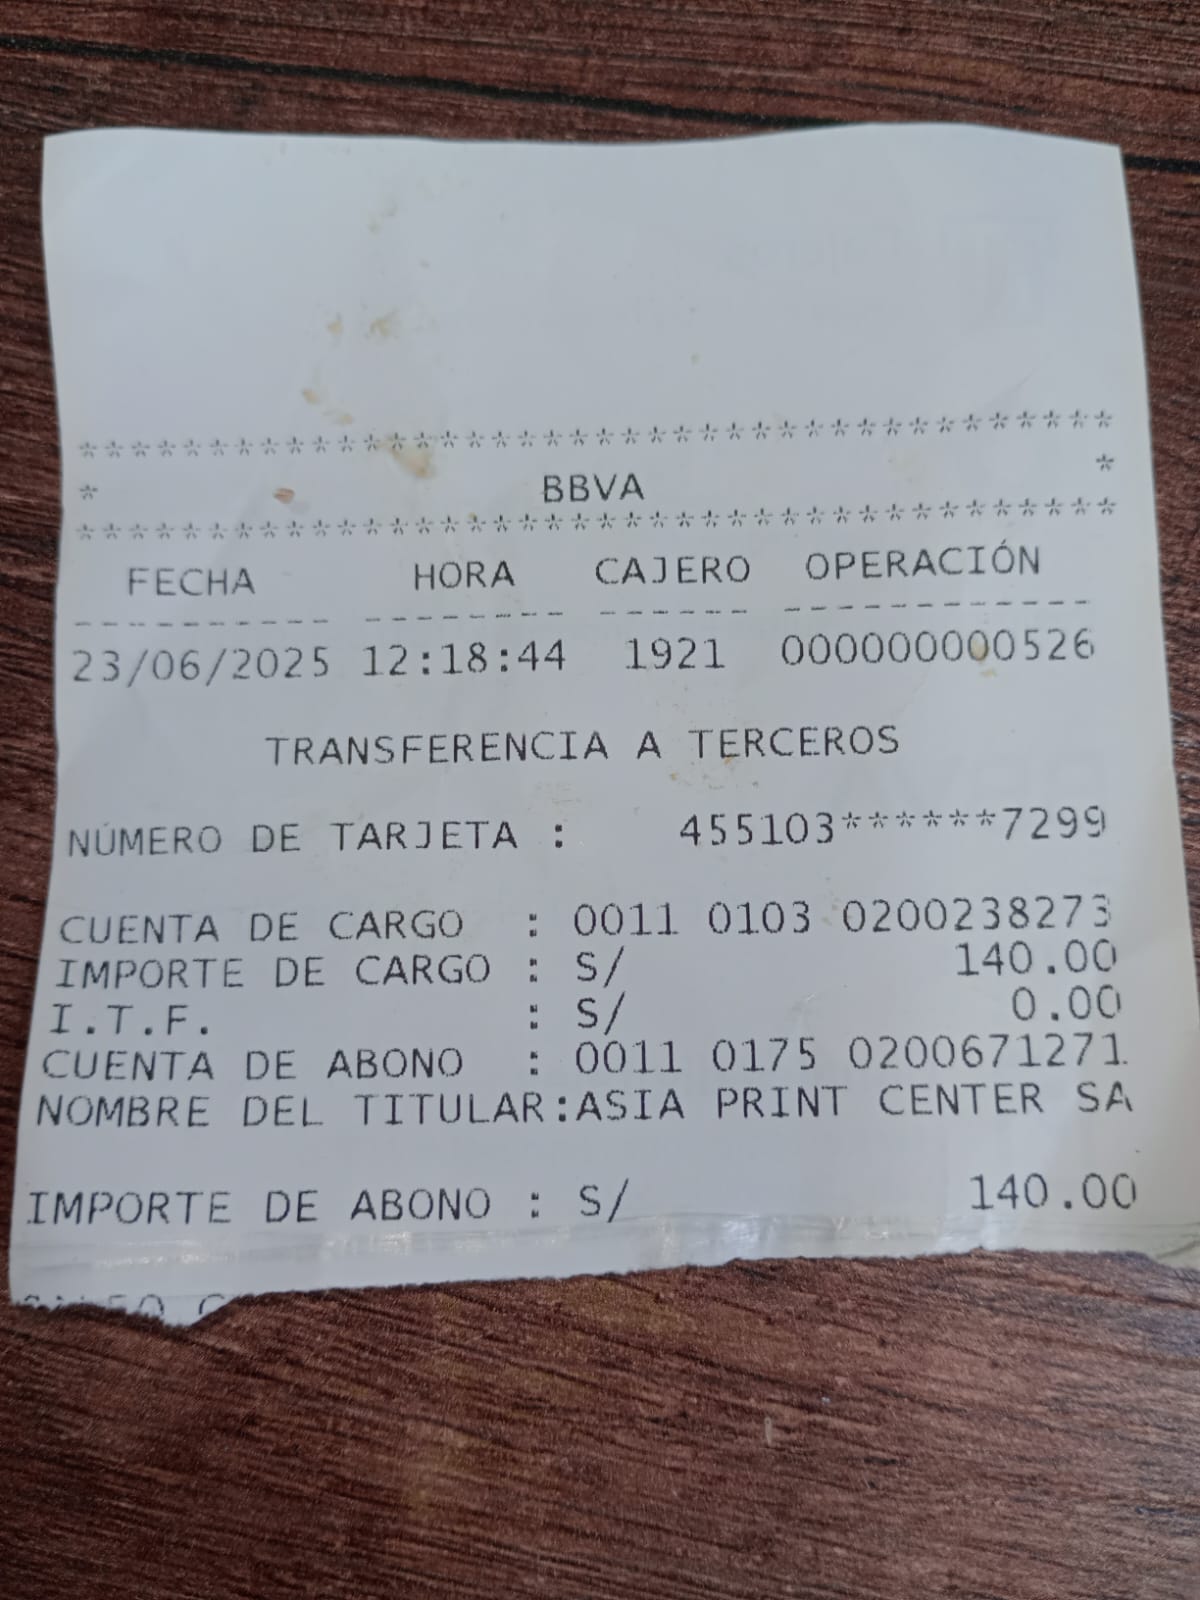 ****************************************
* BBVA *
****************************************
FECHA HORA CAJERO OPERACIÓN
---------- ---------- ------ ------------
23/06/2025 12:18:44 1921 000000000526
TRANSFERENCIA A TERCEROS
NÚMERO DE TARJETA : 455103******7299
CUENTA DE CARGO : 0011 0103 0200238273
IMPORTE DE CARGO : S/ 140.00
I.T.F. : S/ 0.00
CUENTA DE ABONO : 0011 0175 0200671271
NOMBRE DEL TITULAR:ASIA PRINT CENTER SA
IMPORTE DE ABONO : S/ 140.00